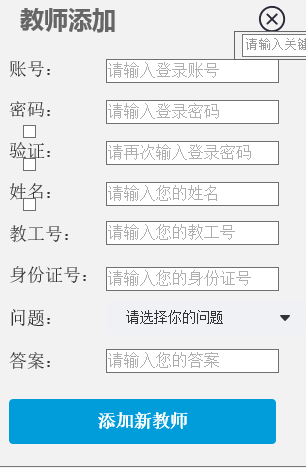 教师添加
请输入关键
账号： 请输入登录账号
密码： 请输入登录密码
验证： 请再次输入登录密码
姓名： 请输入您的姓名
教工号： 请输入您的教工号
身份证号： 请输入您的身份证号
问题： 请选择你的问题
答案： 请输入您的答案
添加新教师